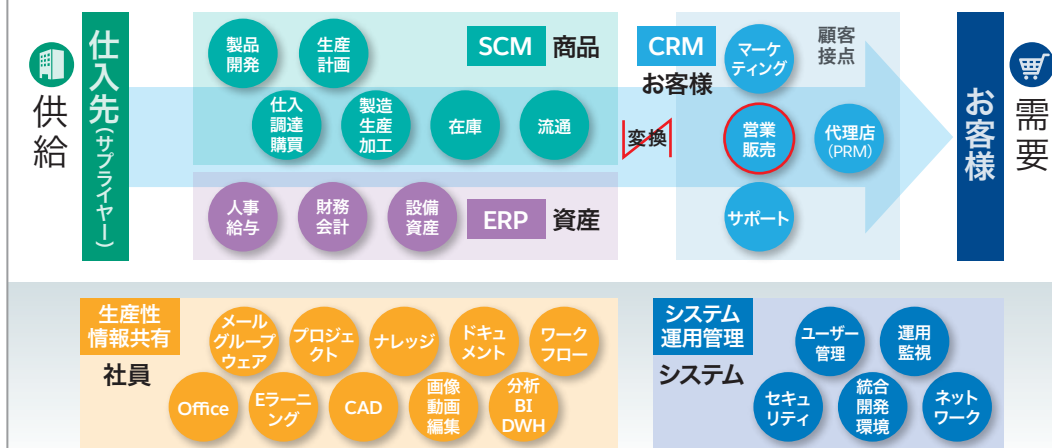 供給
仕入先(サプライヤー)
製品
開発
生産
計画
SCM 商品
仕入
調達
購買
製造
生産
加工
在庫
流通
人事
給与
財務
会計
設備
資産
ERP 資産
変換
CRM
お客様
マーケ
ティング
顧客
接点
営業
販売
代理店
(PRM)
サポート
お客様
需要
生産性
情報共有
社員
メール
グループ
ウェア
プロジェ
クト
ナレッジ
ドキュ
メント
ワーク
フロー
Office
Eラーニ
ング
CAD
画像
動画
編集
分析
BI
DWH
システム
運用管理
システム
ユーザー
管理
運用
監視
セキュ
リティ
統合
開発
環境
ネット
ワーク